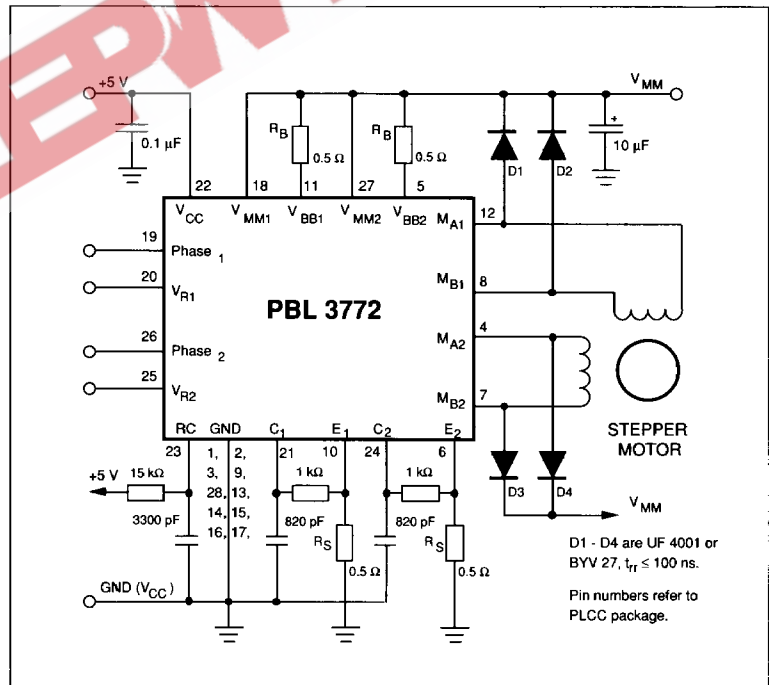 +5 V
V_MM
0.1 µF
R_B
0.5 Ω
R_B
0.5 Ω
D1
D2
+
10 µF
22
18
11
27
5
V_CC
V_MM1
V_BB1
V_MM2
V_BB2
M_A1
12
19
Phase 1
20
V_R1
M_B1
8
PBL 3772
26
Phase 2
25
V_R2
M_A2
4
M_B2
7
STEPPER
MOTOR
RC
GND
C1
E1
C2
E2
23
1, 2,
3, 9,
28, 13,
14, 15,
16, 17,
21
10
24
6
+5 V
15 kΩ
1 kΩ
1 kΩ
D3
D4
3300 pF
820 pF
R_S
0.5 Ω
820 pF
R_S
0.5 Ω
V_MM
GND (V_CC)
D1 - D4 are UF 4001 or
BYV 27, t_rr ≤ 100 ns.
Pin numbers refer to
PLCC package.